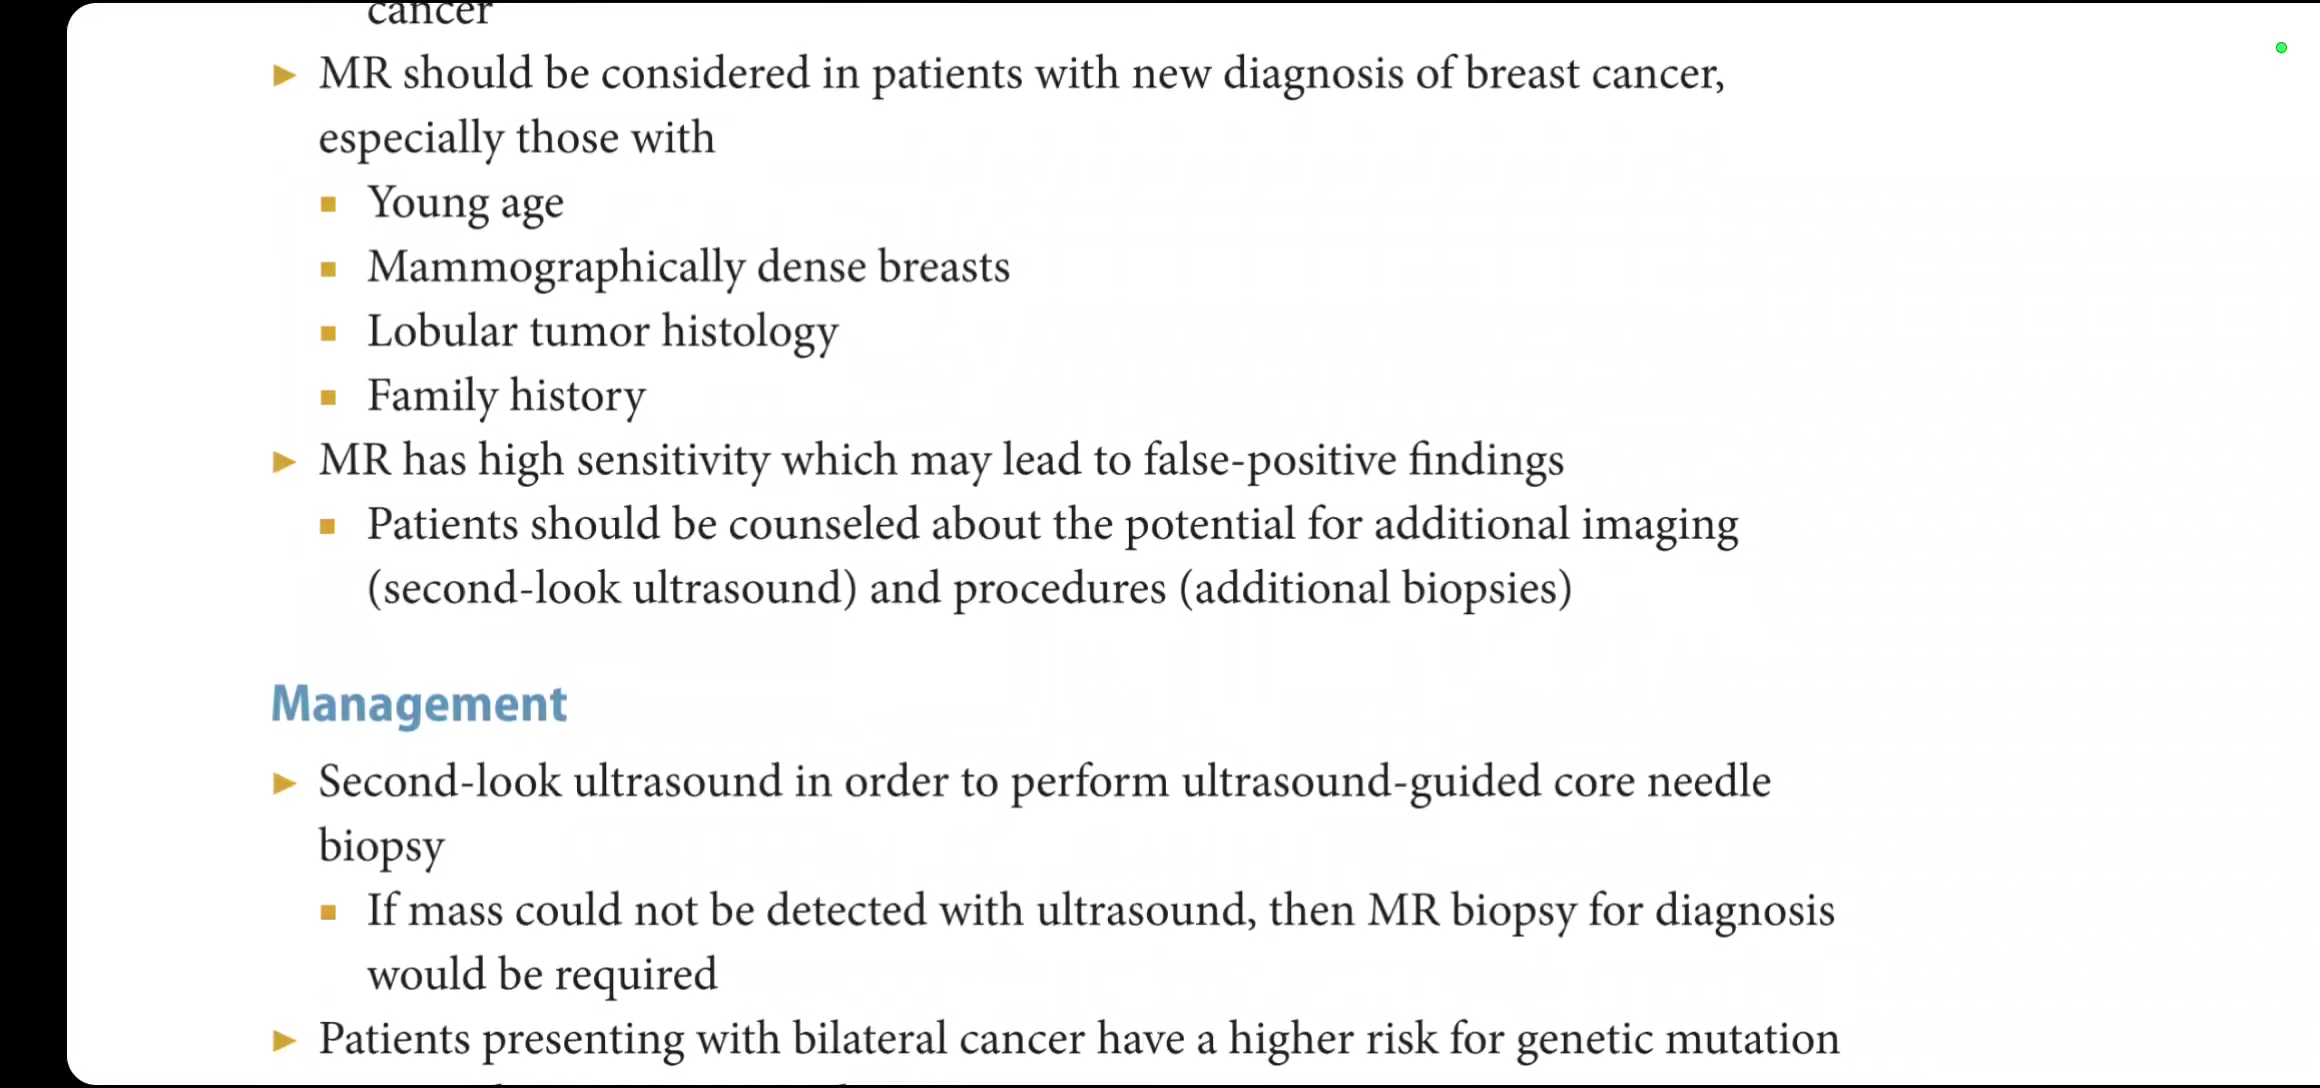 cancer
► MR should be considered in patients with new diagnosis of breast cancer,
especially those with
■ Young age
■ Mammographically dense breasts
■ Lobular tumor histology
■ Family history
► MR has high sensitivity which may lead to false-positive findings
■ Patients should be counseled about the potential for additional imaging
(second-look ultrasound) and procedures (additional biopsies)
Management
► Second-look ultrasound in order to perform ultrasound-guided core needle
biopsy
■ If mass could not be detected with ultrasound, then MR biopsy for diagnosis
would be required
► Patients presenting with bilateral cancer have a higher risk for genetic mutation